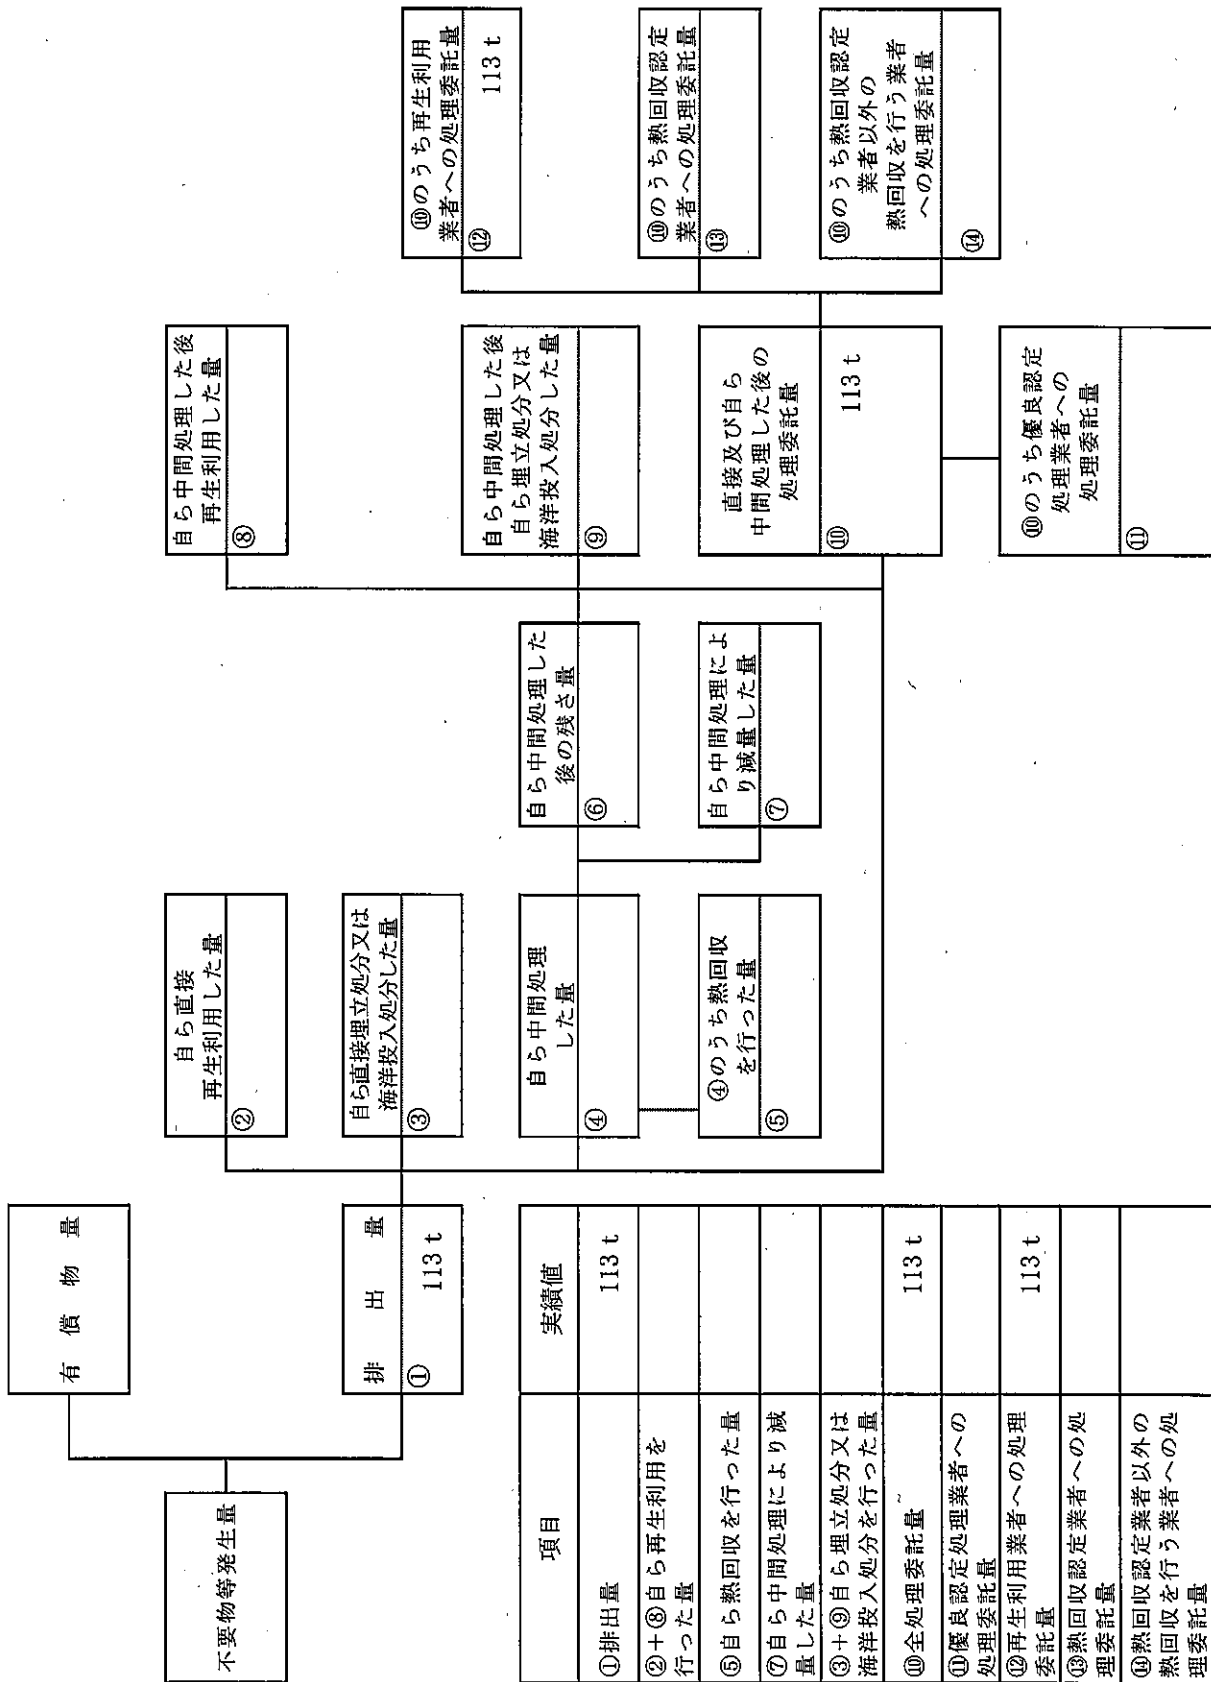 不要物等発生量
有償物量
排出量
①
113 t
自ら直接
再生利用した量
②
自ら直接埋立処分又は
海洋投入処分した量
③
自ら中間処理
した量
④
④のうち熱回収
を行った量
⑤
自ら中間処理した
後の残さ量
⑥
自ら中間処理によ
り減量した量
⑦
自ら中間処理した後
再生利用した量
⑧
自ら中間処理した後
自ら埋立処分又は
海洋投入処分した量
⑨
直接及び自ら
中間処理した後の
処理委託量
⑩
113 t
⑩のうち優良認定
処理業者への
処理委託量
⑪
⑩のうち再生利用
業者への処理委託量
⑫
113 t
⑩のうち熱回収認定
業者への処理委託量
⑬
⑩のうち熱回収認定
業者以外の
熱回収を行う業者
への処理委託量
⑭
項目 実績値
①排出量 113 t
②+⑧自ら再生利用を
行った量
⑤自ら熱回収を行った量
⑦自ら中間処理により減
量した量
③+⑨自ら埋立処分又は
海洋投入処分を行った量
⑩全処理委託量 113 t
⑪優良認定処理業者への
処理委託量
⑫再生利用業者への処理
委託量 113 t
⑬熱回収認定業者への処
理委託量
⑭熱回収認定業者以外の
熱回収を行う業者への処
理委託量